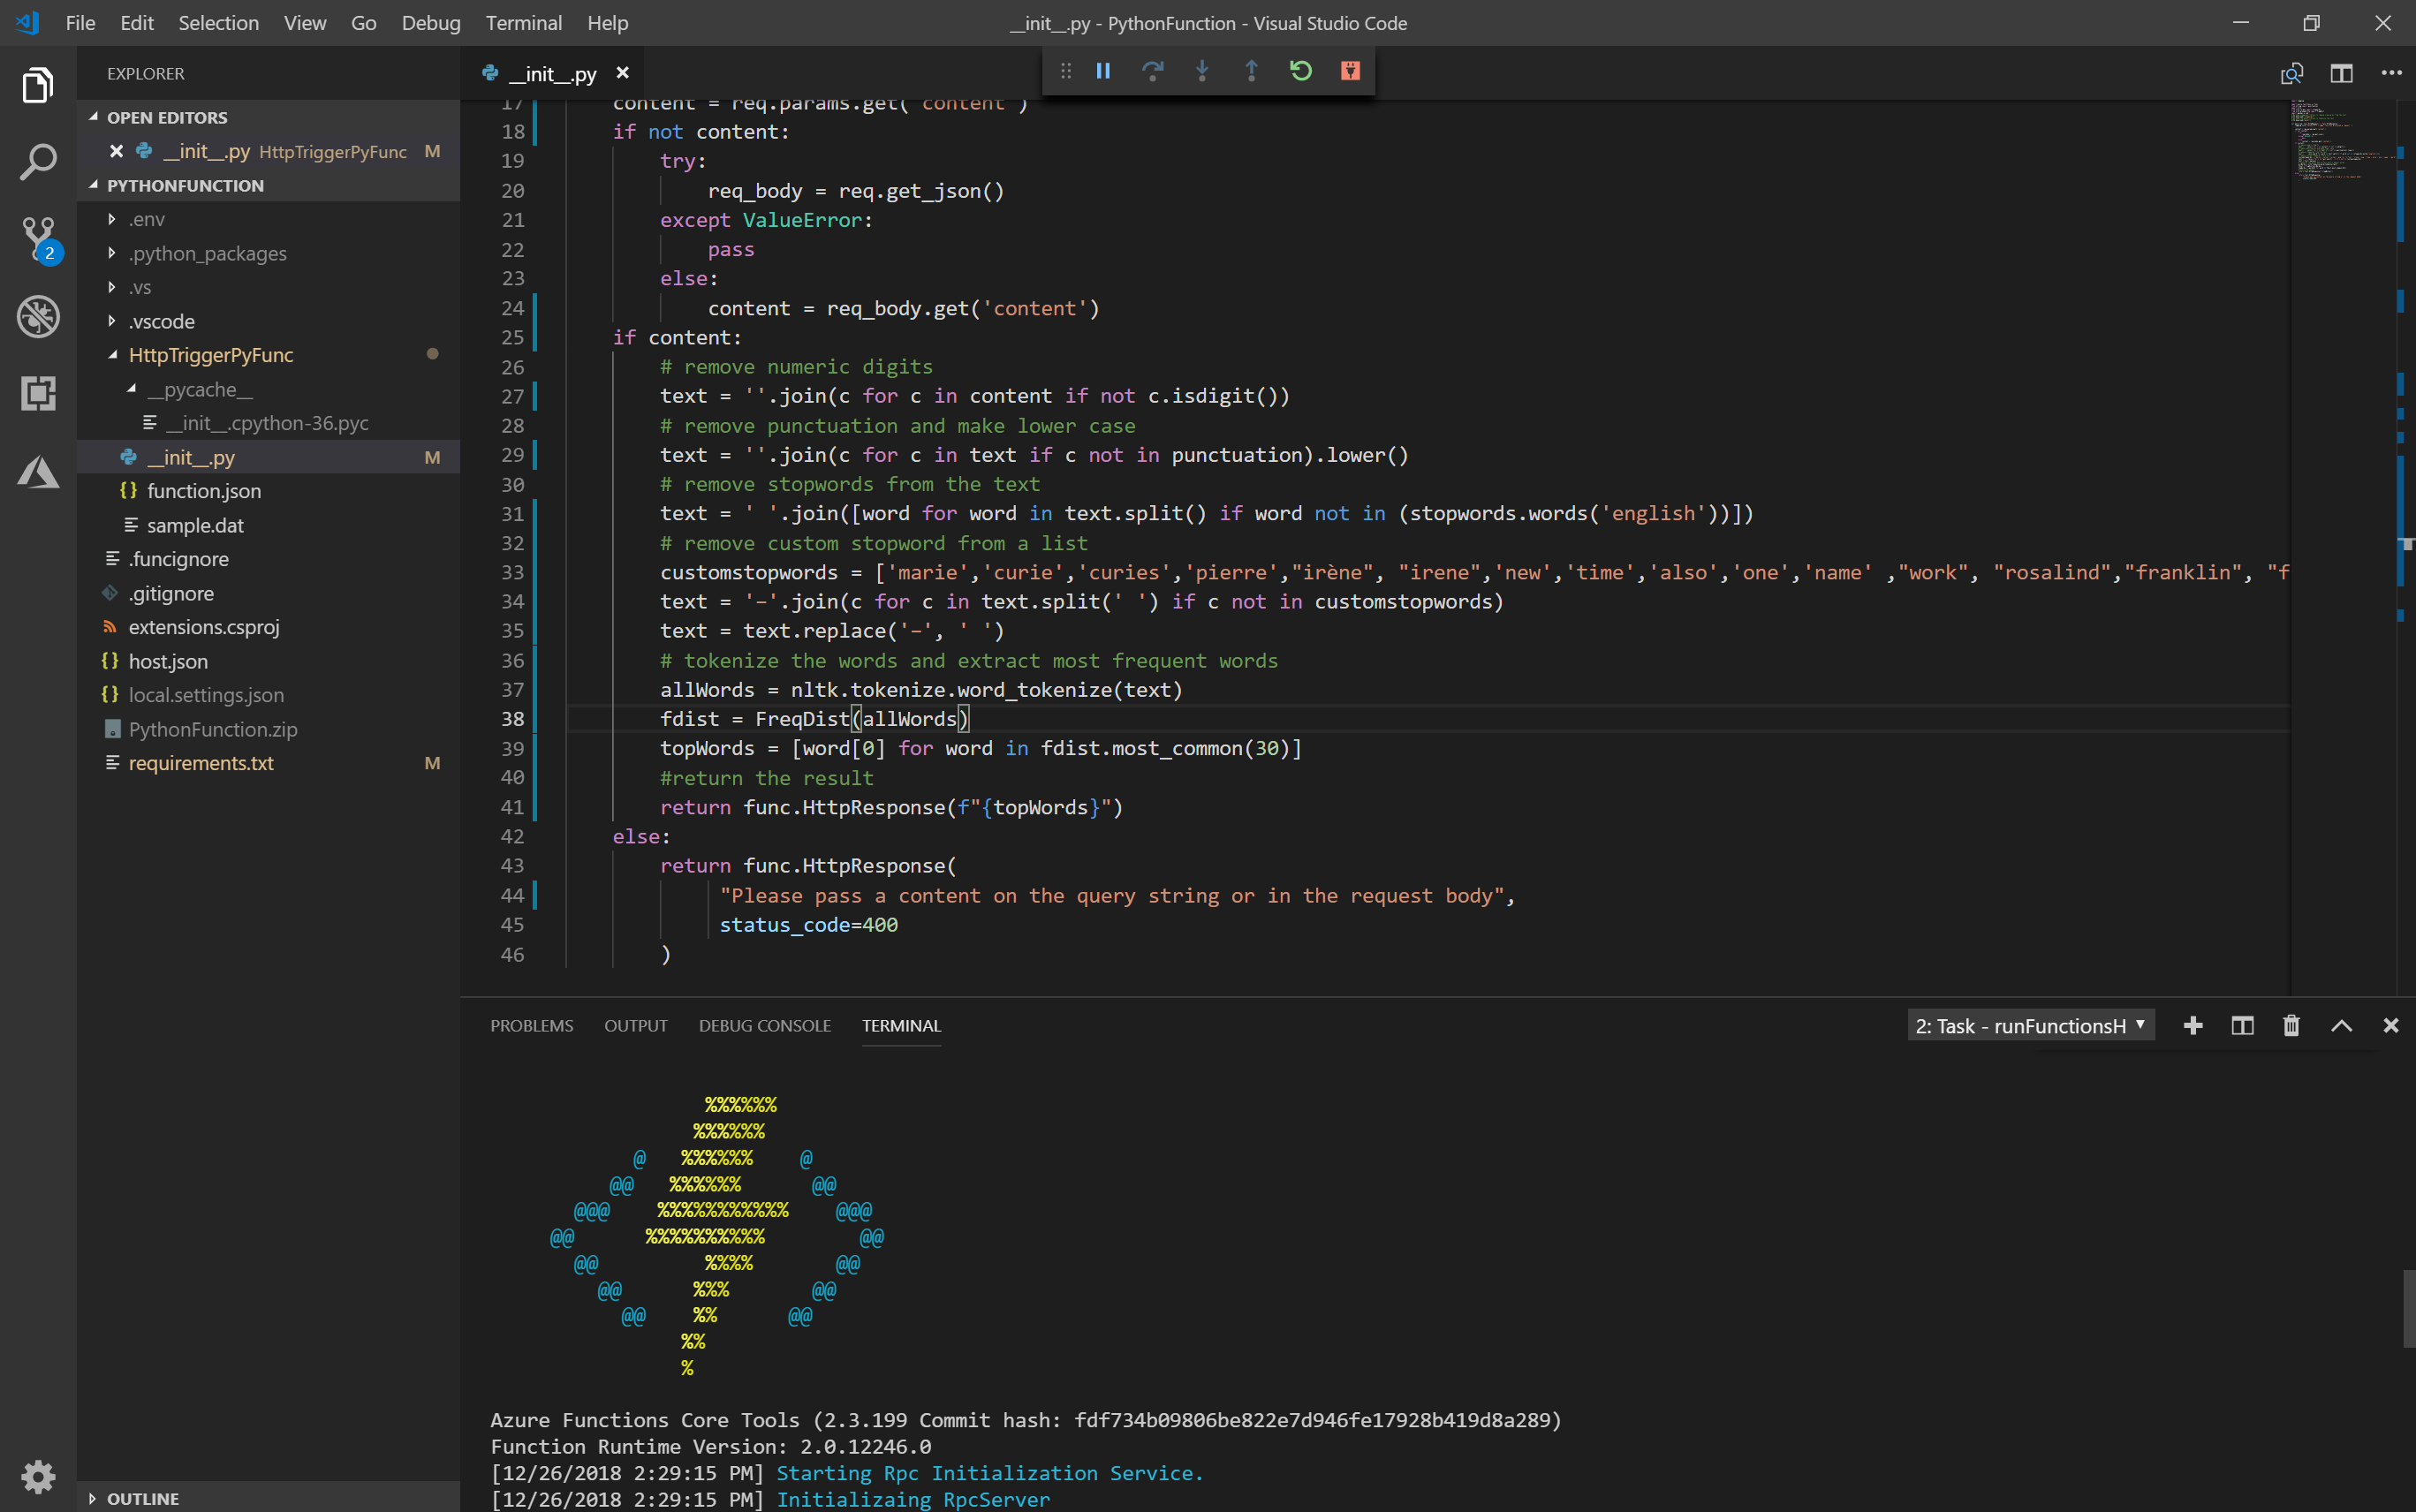 File Edit Selection View Go Debug Terminal Help
__init__.py - PythonFunction - Visual Studio Code
EXPLORER
OPEN EDITORS
__init__.py HttpTriggerPyFunc M
PYTHONFUNCTION
.env
.python_packages
2
.vs
.vscode
HttpTriggerPyFunc
__pycache__
__init__.cpython-36.pyc
__init__.py M
function.json
sample.dat
.funcignore
.gitignore
extensions.csproj
host.json
local.settings.json
PythonFunction.zip
requirements.txt M
OUTLINE
__init__.py
17 content = req.params.get('content')
18 if not content:
19 try:
20 req_body = req.get_json()
21 except ValueError:
22 pass
23 else:
24 content = req_body.get('content')
25 if content:
26 # remove numeric digits
27 text = ''.join(c for c in content if not c.isdigit())
28 # remove punctuation and make lower case
29 text = ''.join(c for c in text if c not in punctuation).lower()
30 # remove stopwords from the text
31 text = ' '.join([word for word in text.split() if word not in (stopwords.words('english'))])
32 # remove custom stopword from a list
33 customstopwords = ['marie','curie','curies','pierre',"irène", "irene",'new','time','also','one','name' ,"work", "rosalind","franklin", "f
34 text = '-'.join(c for c in text.split(' ') if c not in customstopwords)
35 text = text.replace('-', ' ')
36 # tokenize the words and extract most frequent words
37 allWords = nltk.tokenize.word_tokenize(text)
38 fdist = FreqDist(allWords)
39 topWords = [word[0] for word in fdist.most_common(30)]
40 #return the result
41 return func.HttpResponse(f"{topWords}")
42 else:
43 return func.HttpResponse(
44 "Please pass a content on the query string or in the request body",
45 status_code=400
46 )
PROBLEMS OUTPUT DEBUG CONSOLE TERMINAL
2: Task - runFunctionsH
%%%%%%
%%%%%%
@ %%%%%% @
@@ %%%%%% @@
@@@ %%%%%%%%%%% @@@
@@ %%%%%%%%%% @@
@@ %%%% @@
@@ %%% @@
@@ %% @@
%%
%
Azure Functions Core Tools (2.3.199 Commit hash: fdf734b09806be822e7d946fe17928b419d8a289)
Function Runtime Version: 2.0.12246.0
[12/26/2018 2:29:15 PM] Starting Rpc Initialization Service.
[12/26/2018 2:29:15 PM] Initializaing RpcServer